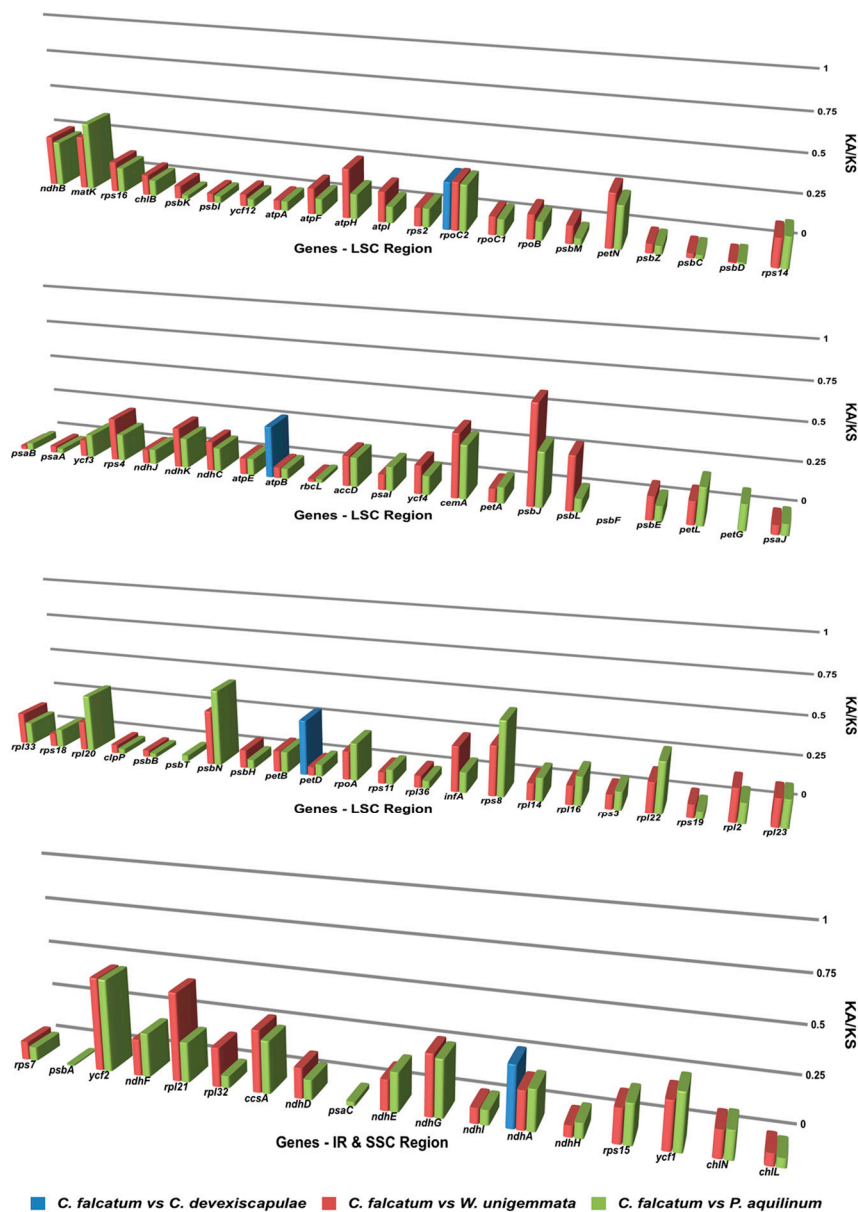 1
0.75
0.5
0.25
0
KA/KS
ndhB matK rps16 chlB psbK psbI ycf12 atpA atpF atpH atpI rps2 rpoC2 rpoC1 rpoB psbM petN psbZ psbC psbD rps14
Genes - LSC Region
1
0.75
0.5
0.25
0
KA/KS
psaB psaA ycf3 rps4 ndhJ ndhK ndhC atpE atpB rbcL accD psaI ycf4 cemA petA psbJ psbL psbF psbE petL petG psaJ
Genes - LSC Region
1
0.75
0.5
0.25
0
KA/KS
rpl33 rps18 rpl20 clpP psbB psbT psbN psbH petB petD rpoA rps11 rpl36 infA rps8 rpl14 rpl16 rps3 rpl22 rps19 rpl2 rpl23
Genes - LSC Region
1
0.75
0.5
0.25
0
KA/KS
rps7 psbA ycf2 ndhF rpl21 rpl32 ccsA ndhD psaC ndhE ndhG ndhI ndhA ndhH rps15 ycf1 chlN chlL
Genes - IR & SSC Region
C. falcatum vs C. devexiscapulae C. falcatum vs W. unigemmata C. falcatum vs P. aquilinum